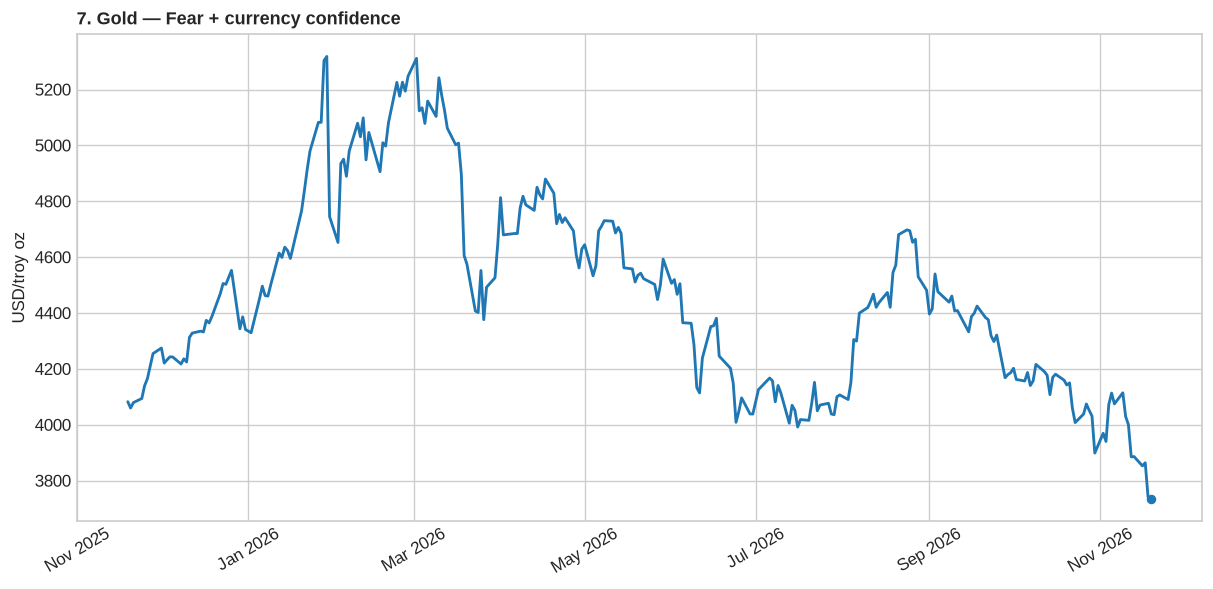 7. Gold — Fear + currency confidence
USD/troy oz
5200
5000
4800
4600
4400
4200
4000
3800
Nov 2025
Jan 2026
Mar 2026
May 2026
Jul 2026
Sep 2026
Nov 2026